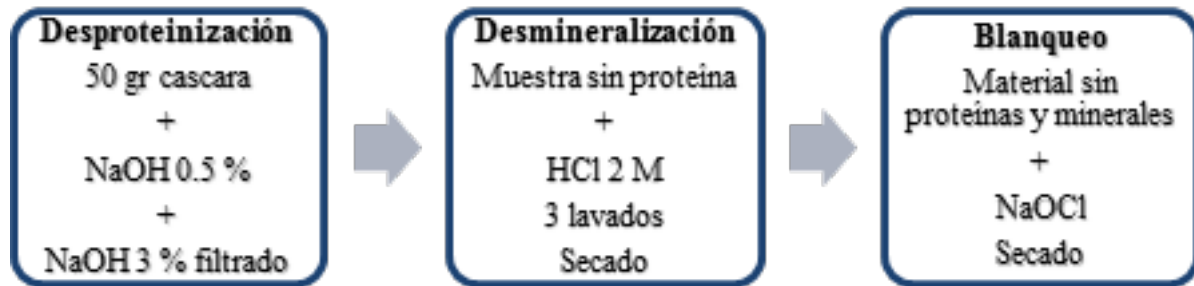 Desproteinización
50 gr cascara
+
NaOH 0.5 %
+
NaOH 3 % filtrado
Desmineralización
Muestra sin proteína
+
HCl 2 M
3 lavados
Secado
Blanqueo
Material sin
proteínas y minerales
+
NaOCl
Secado